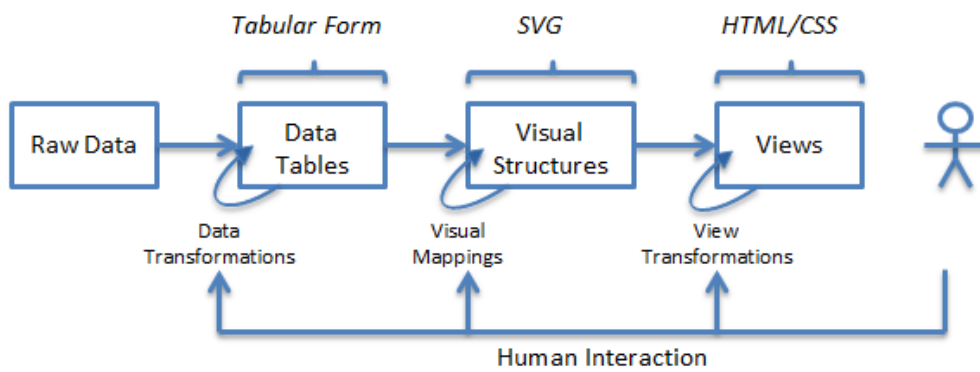 Tabular Form
SVG
HTML/CSS
Raw Data
Data
Tables
Visual
Structures
Views
Data
Transformations
Visual
Mappings
View
Transformations
Human Interaction